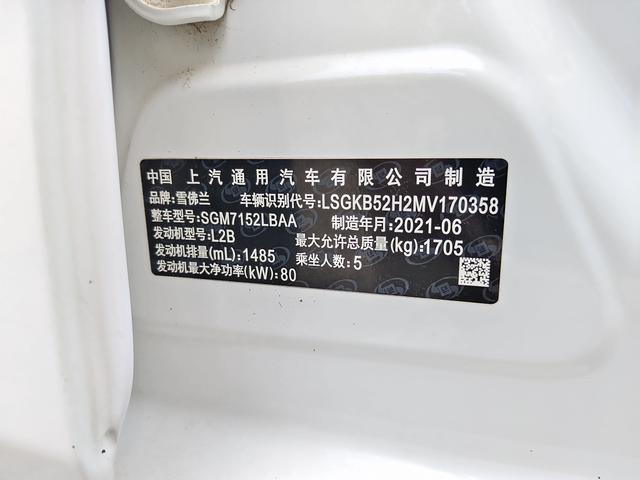 中国 上汽通用汽车有限公司制造
品牌:雪佛兰 车辆识别代号:LSGKB52H2MV170358
整车型号:SGM7152LBAA 制造年月:2021-06
发动机型号:L2B 最大允许总质量(kg):1705
发动机排量(mL):1485 乘坐人数:5
发动机最大净功率(kW):80